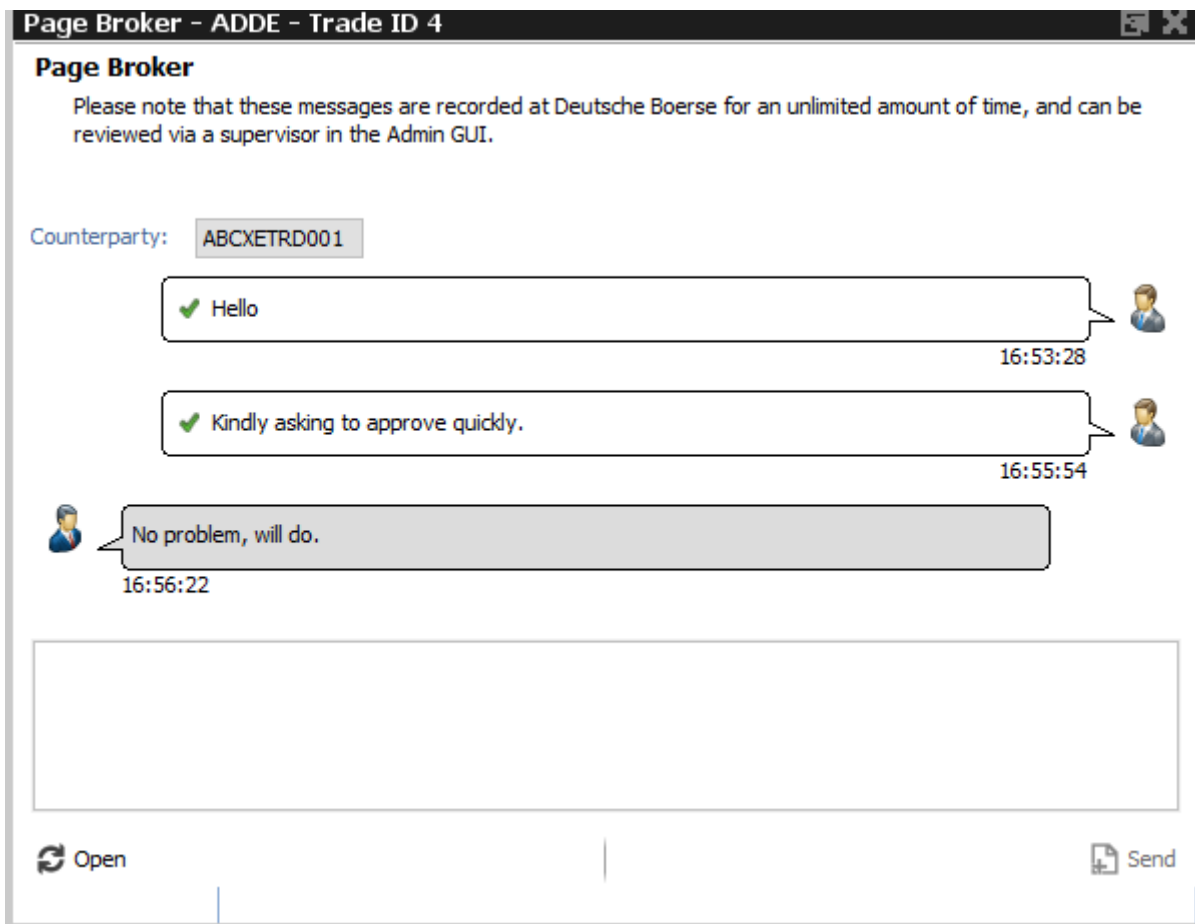 Page Broker - ADDE - Trade ID 4
Page Broker
Please note that these messages are recorded at Deutsche Boerse for an unlimited amount of time, and can be
reviewed via a supervisor in the Admin GUI.
Counterparty: ABCXETRD001
Hello
16:53:28
Kindly asking to approve quickly.
16:55:54
No problem, will do.
16:56:22
Open Send